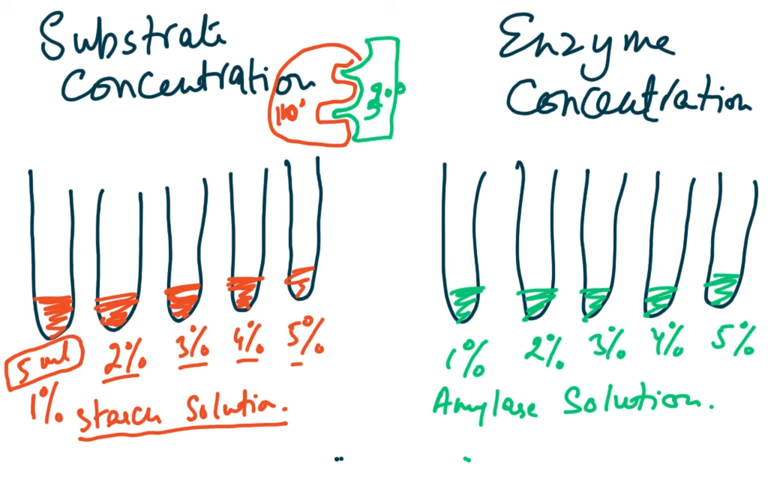 Substrate
Concentration
Enzyme
Concentration
5 ml
1% 2% 3% 4% 5%
Starch Solution.
1% 2% 3% 4% 5%
Amylase Solution.